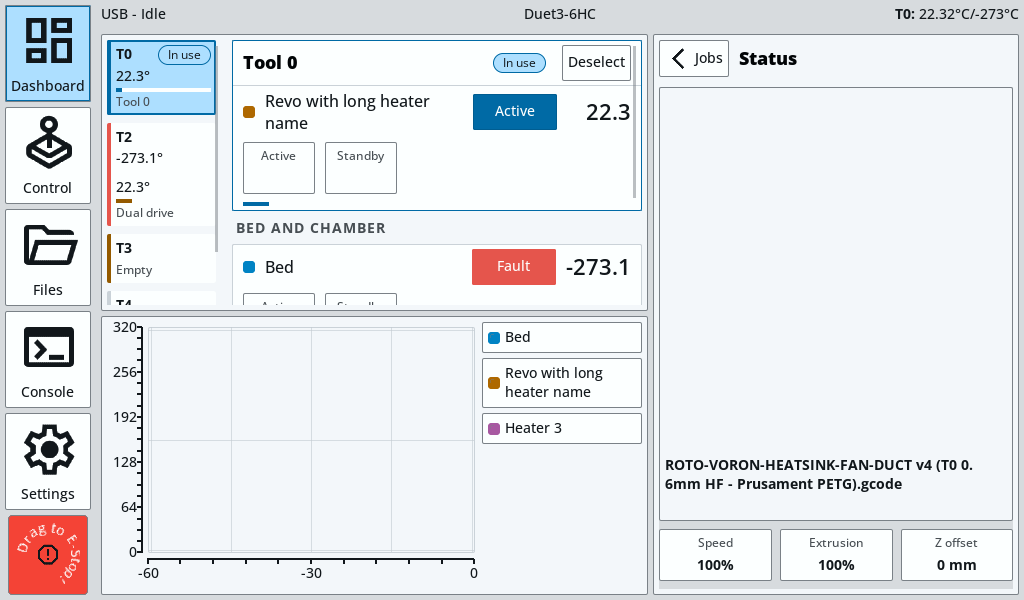 USB - Idle
Duet3-6HC
T0: 22.32°C/-273°C
Dashboard
Control
Files
Console
Settings
Drag to E-Stop!
T0
In use
22.3°
Tool 0
T2
-273.1°
22.3°
Dual drive
T3
Empty
T4
Tool 0
In use
Deselect
Revo with long heater
name
Active
22.3
Active
Standby
BED AND CHAMBER
Bed
Fault
-273.1
Active
Standby
320
256
192
128
64
0
-60
-30
0
Bed
Revo with long
heater name
Heater 3
Jobs
Status
ROTO-VORON-HEATSINK-FAN-DUCT v4 (T0 0.
6mm HF - Prusament PETG).gcode
Speed
100%
Extrusion
100%
Z offset
0 mm